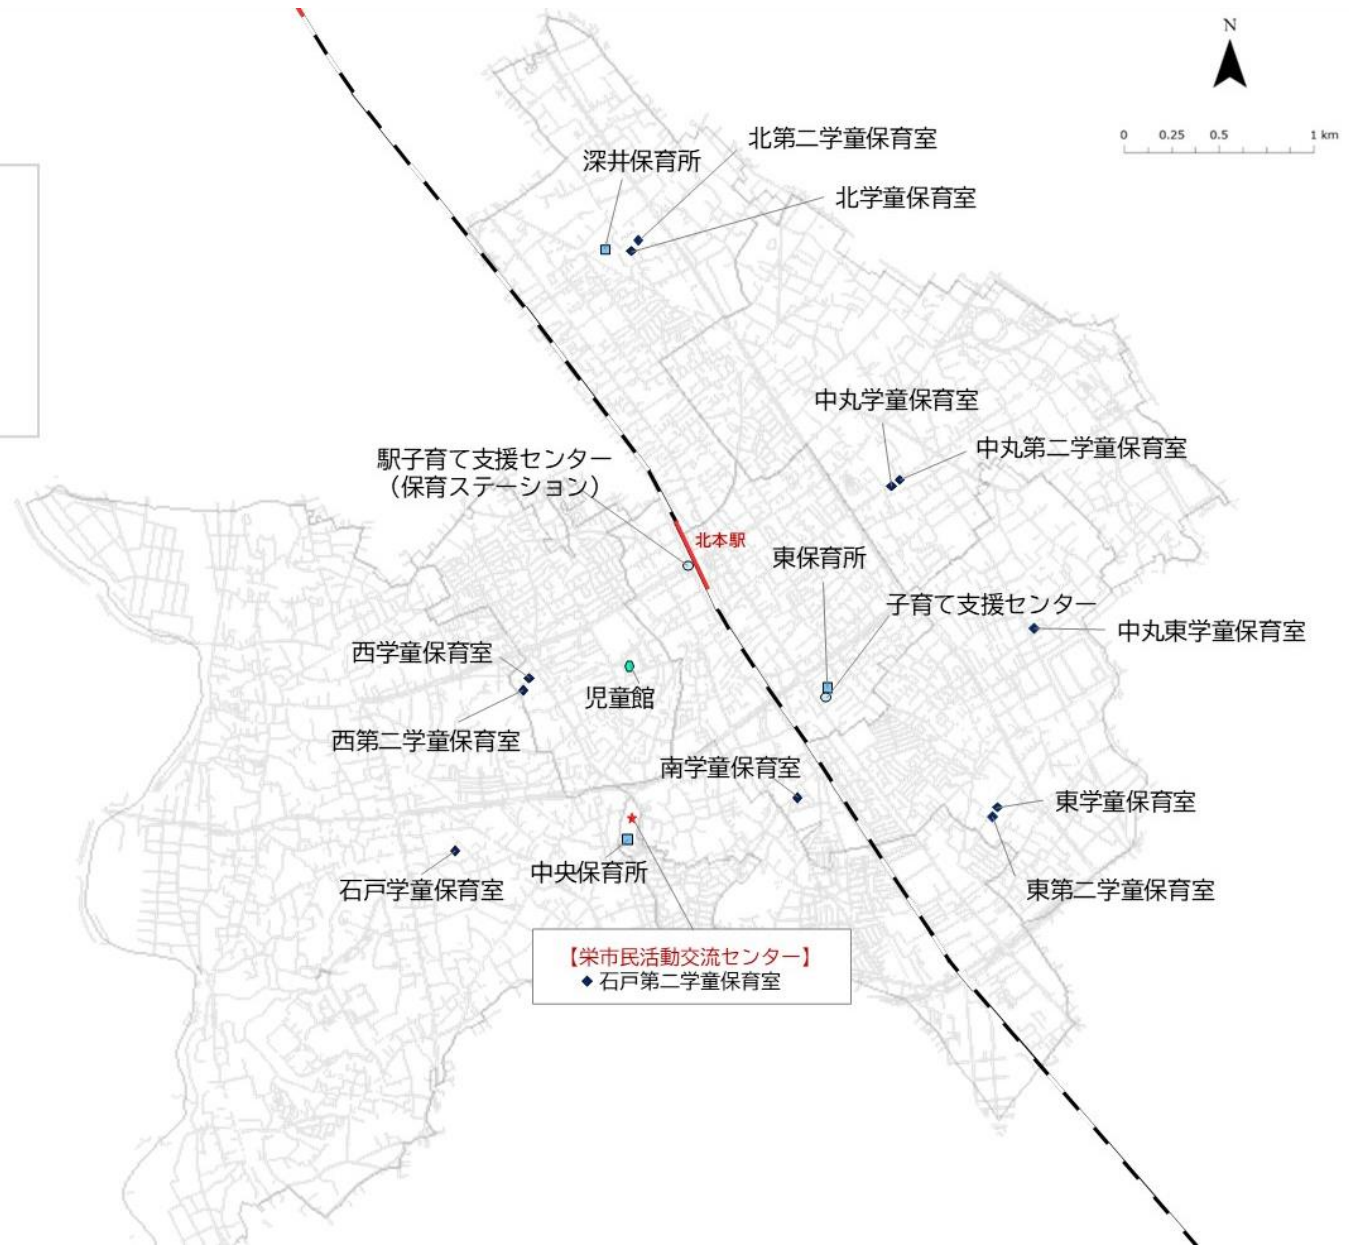 N
0 0.25 0.5 1 km
北第二学童保育室
深井保育所
北学童保育室
中丸学童保育室
中丸第二学童保育室
駅子育て支援センター
（保育ステーション）
北本駅
東保育所
子育て支援センター
中丸東学童保育室
西学童保育室
児童館
西第二学童保育室
南学童保育室
東学童保育室
中央保育所
石戸学童保育室
東第二学童保育室
【栄市民活動交流センター】
石戸第二学童保育室